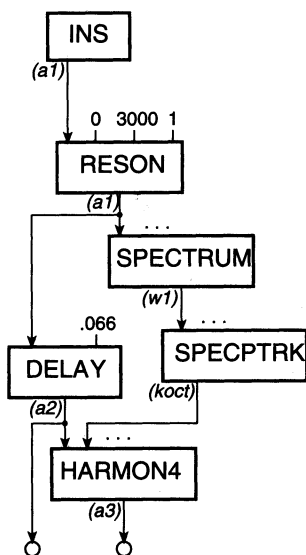 INS
(a1)
0 3000 1
RESON
(a1)
...
SPECTRUM
(w1)
...
.066
SPECPTRK
DELAY
(koct)
(a2)
...
HARMON4
(a3)